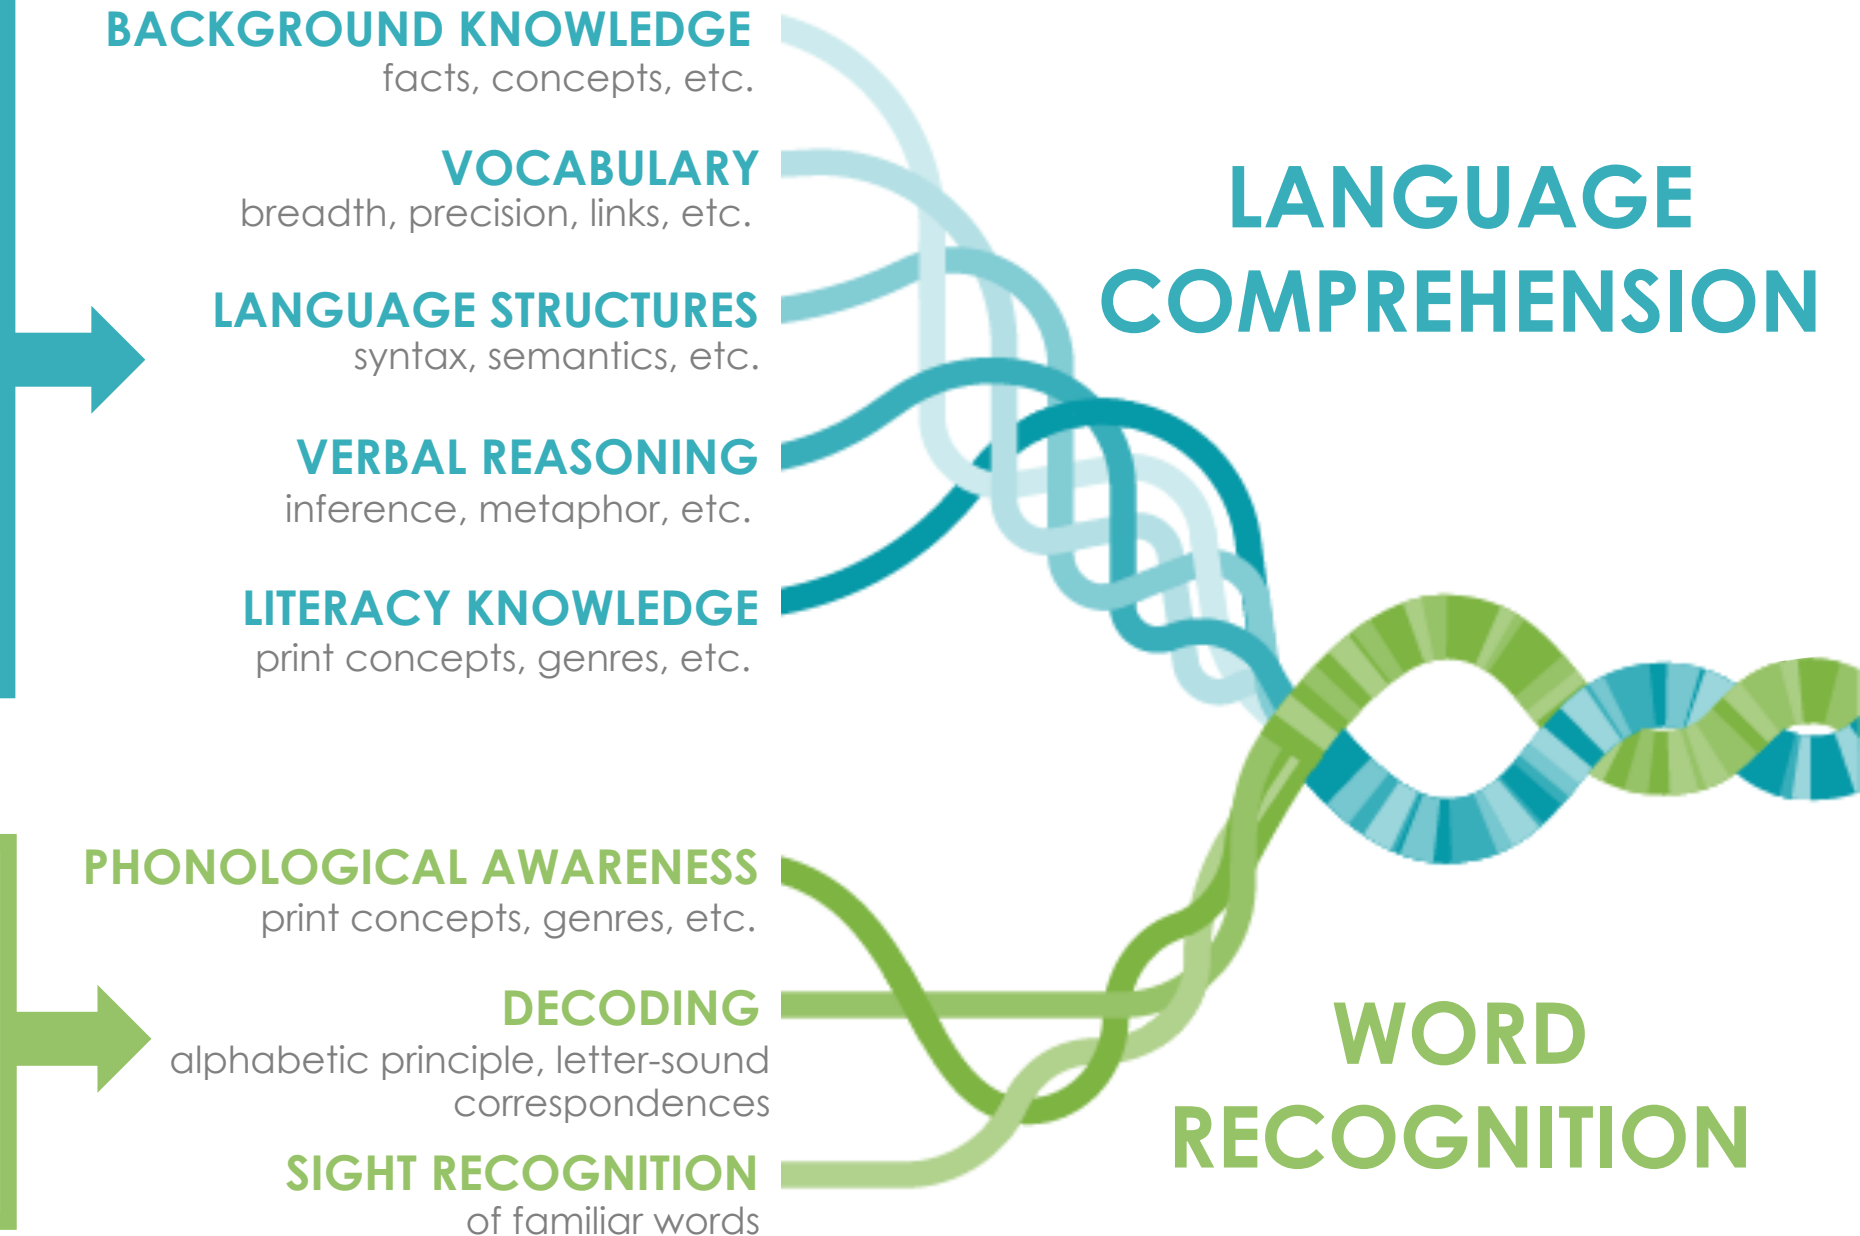 BACKGROUND KNOWLEDGE
facts, concepts, etc.
VOCABULARY
breadth, precision, links, etc.
LANGUAGE STRUCTURES
syntax, semantics, etc.
VERBAL REASONING
inference, metaphor, etc.
LITERACY KNOWLEDGE
print concepts, genres, etc.
LANGUAGE
COMPREHENSION
PHONOLOGICAL AWARENESS
print concepts, genres, etc.
DECODING
alphabetic principle, letter-sound
correspondences
SIGHT RECOGNITION
of familiar words
WORD
RECOGNITION